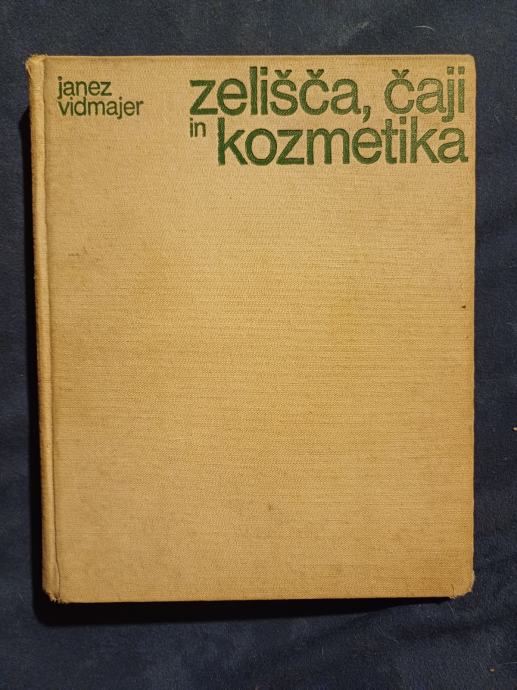 janez
vidmajer
zelišča, čaji
in kozmetika